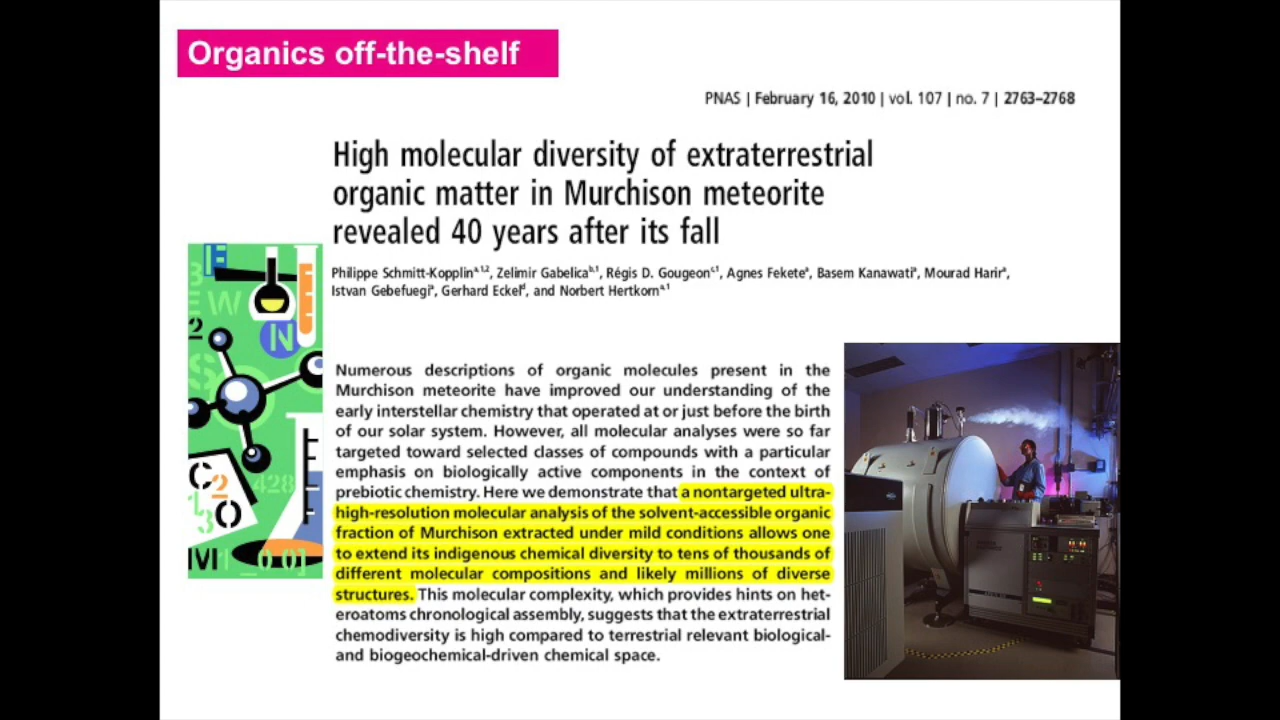 Organics off-the-shelf
PNAS | February 16, 2010 | vol. 107 | no. 7 | 2763–2768
High molecular diversity of extraterrestrial
organic matter in Murchison meteorite
revealed 40 years after its fall
Philippe Schmitt-Kopplin^a,1,2, Zelimir Gabelica^b,1, Régis D. Gougeon^c,1, Agnes Fekete^a, Basem Kanawati^a, Mourad Harir^a,
Istvan Gebefuegi^a, Gerhard Eckel^d, and Norbert Hertkorn^a,1
Numerous descriptions of organic molecules present in the
Murchison meteorite have improved our understanding of the
early interstellar chemistry that operated at or just before the birth
of our solar system. However, all molecular analyses were so far
targeted toward selected classes of compounds with a particular
emphasis on biologically active components in the context of
prebiotic chemistry. Here we demonstrate that a nontargeted ultra-
high-resolution molecular analysis of the solvent-accessible organic
fraction of Murchison extracted under mild conditions allows one
to extend its indigenous chemical diversity to tens of thousands of
different molecular compositions and likely millions of diverse
structures. This molecular complexity, which provides hints on het-
eroatoms chronological assembly, suggests that the extraterrestrial
chemodiversity is high compared to terrestrial relevant biological-
and biogeochemical-driven chemical space.
W
N
2
428
C
2
O
13
O